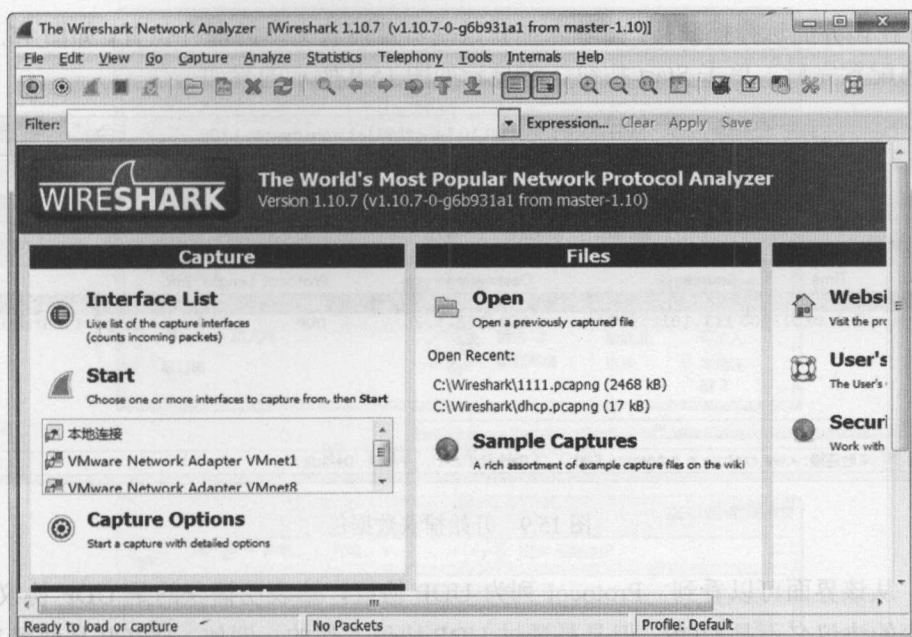 The Wireshark Network Analyzer [Wireshark 1.10.7 (v1.10.7-0-g6b931a1 from master-1.10)]
File Edit View Go Capture Analyze Statistics Telephony Tools Internals Help
Filter: Expression... Clear Apply Save
WIRESHARK
The World's Most Popular Network Protocol Analyzer
Version 1.10.7 (v1.10.7-0-g6b931a1 from master-1.10)
Capture
Interface List
Live list of the capture interfaces
(counts incoming packets)
Start
Choose one or more interfaces to capture from, then Start
本地连接
VMware Network Adapter VMnet1
VMware Network Adapter VMnet8
Capture Options
Start a capture with detailed options
Files
Open
Open a previously captured file
Open Recent:
C:\Wireshark\1111.pcapng (2468 kB)
C:\Wireshark\dhcp.pcapng (17 kB)
Sample Captures
A rich assortment of example capture files on the wiki
Websi
Visit the pro
User's
The User's
Securi
Work with
Ready to load or capture
No Packets
Profile: Default